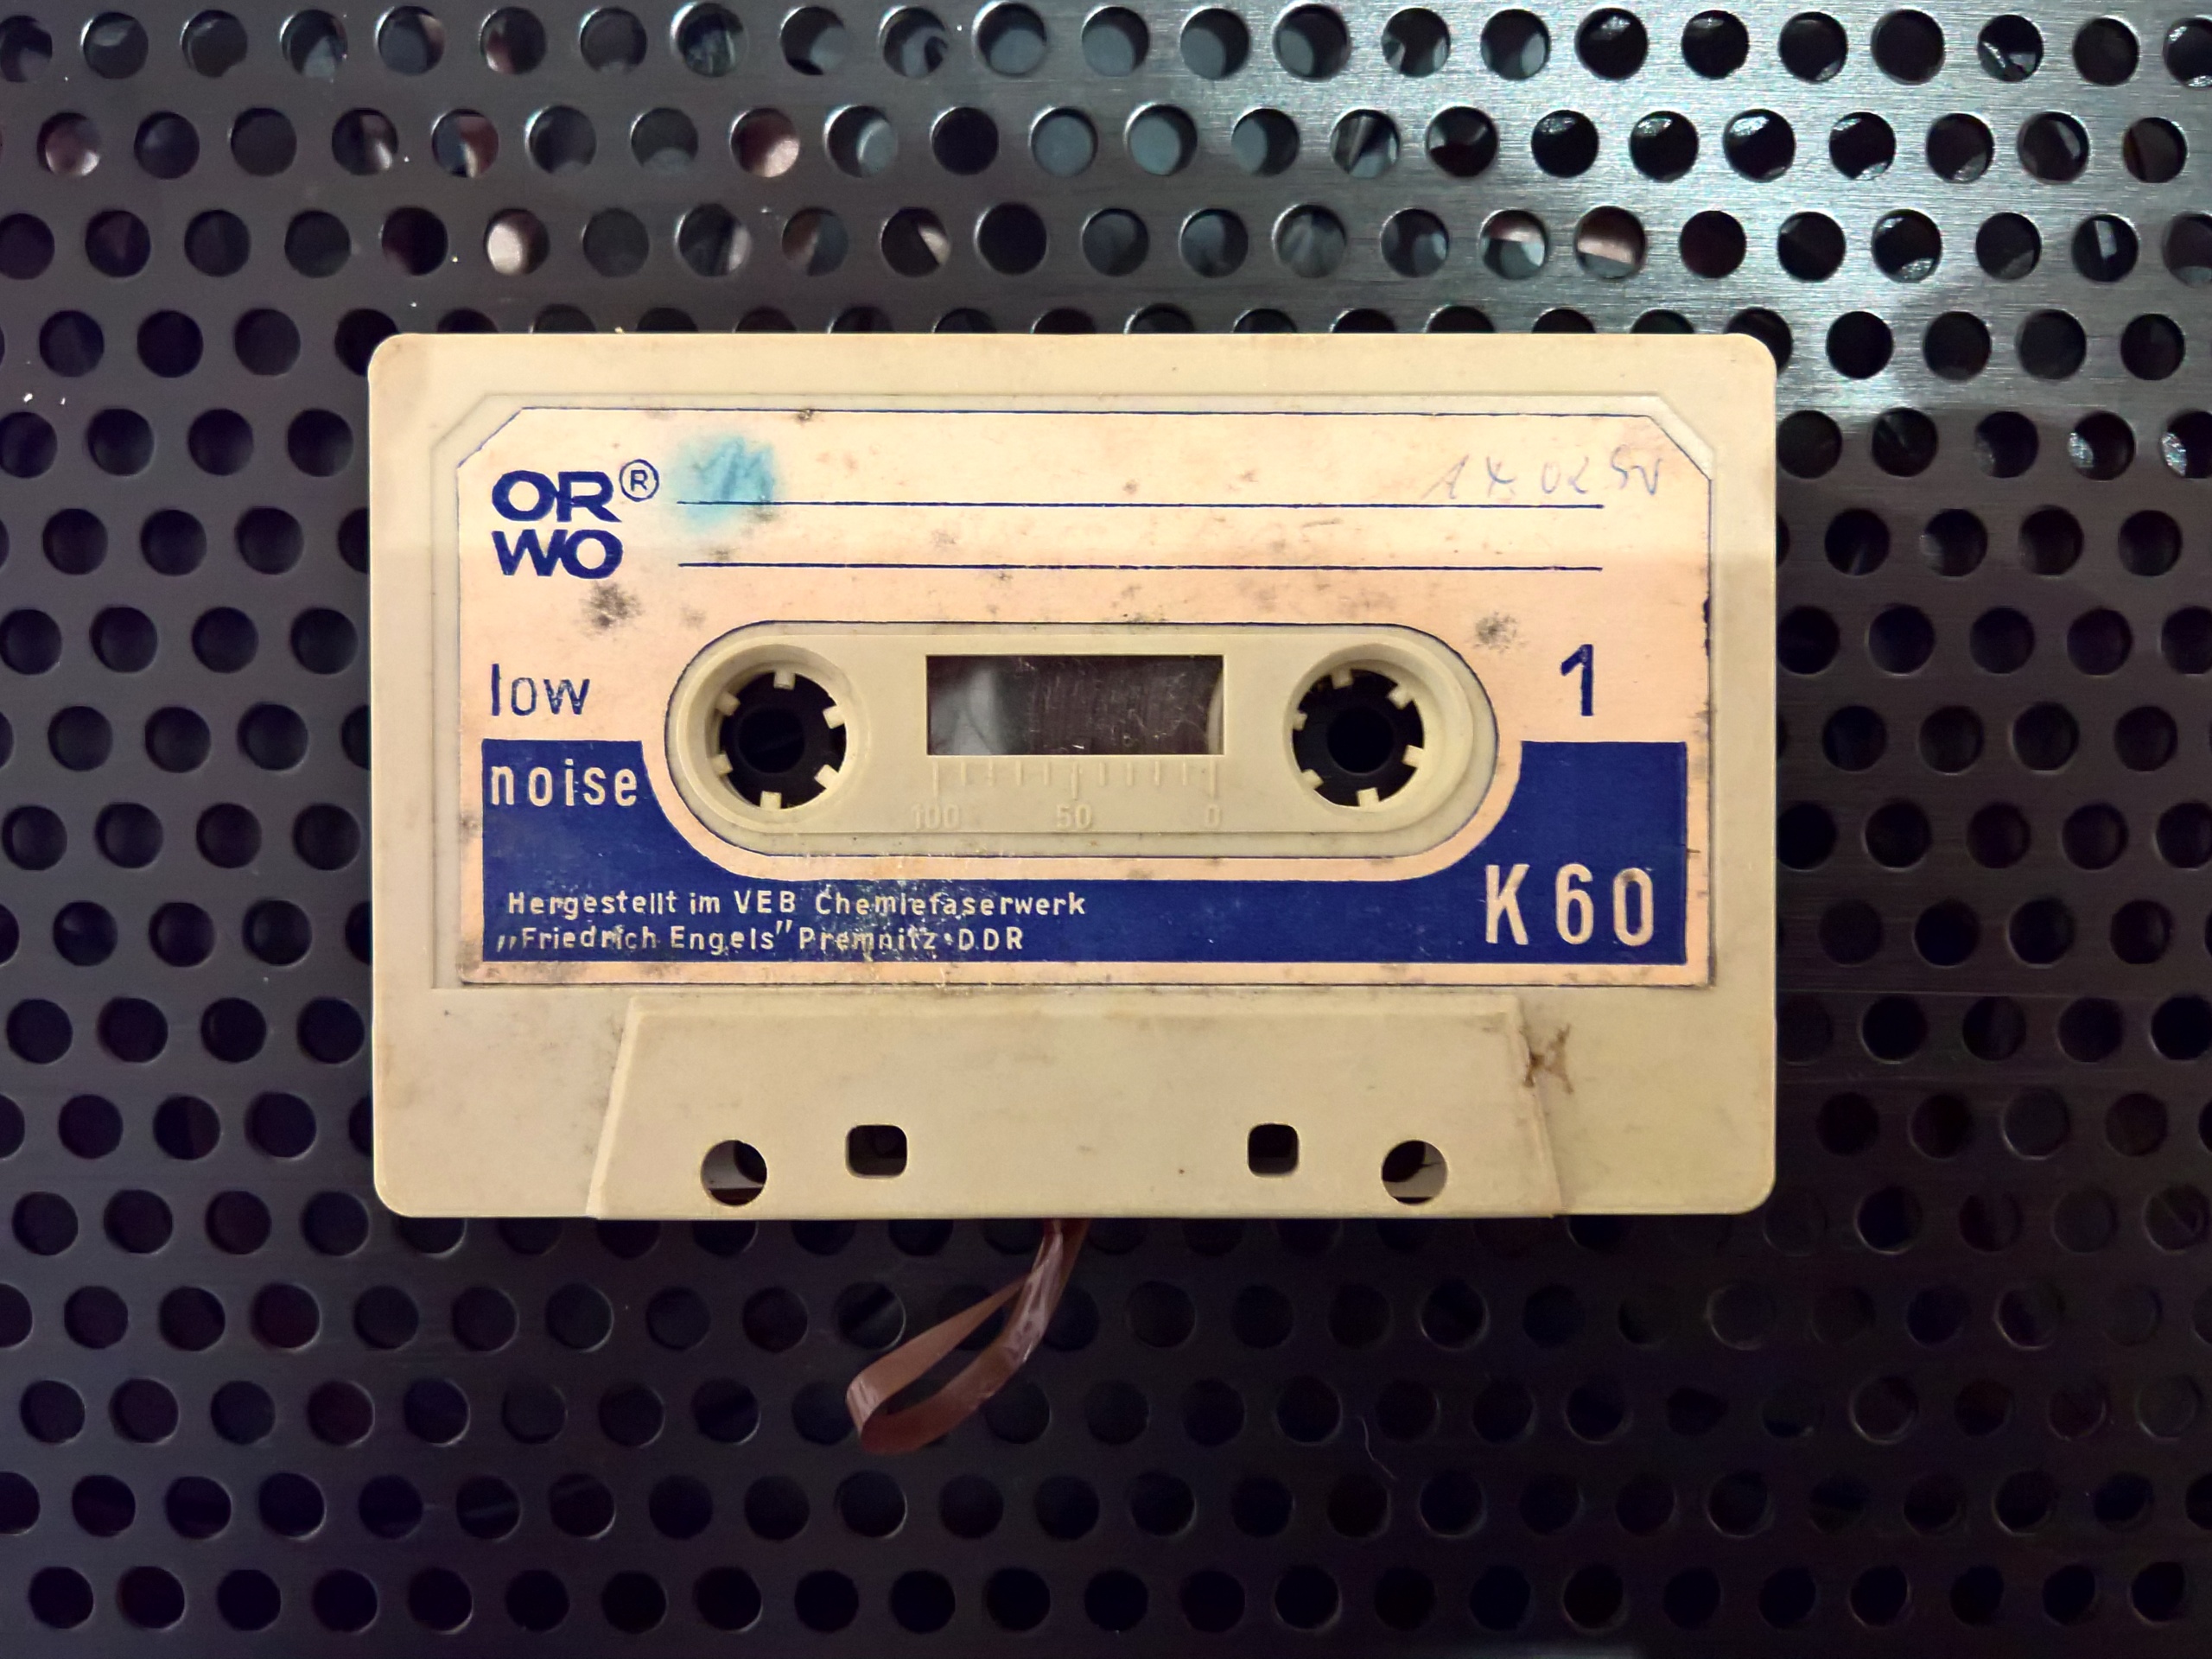 OR®
WO
low
1
noise
100 50 0
K60
Hergestellt im VEB Chemiefaserwerk
„Friedrich Engels” Premnitz·DDR